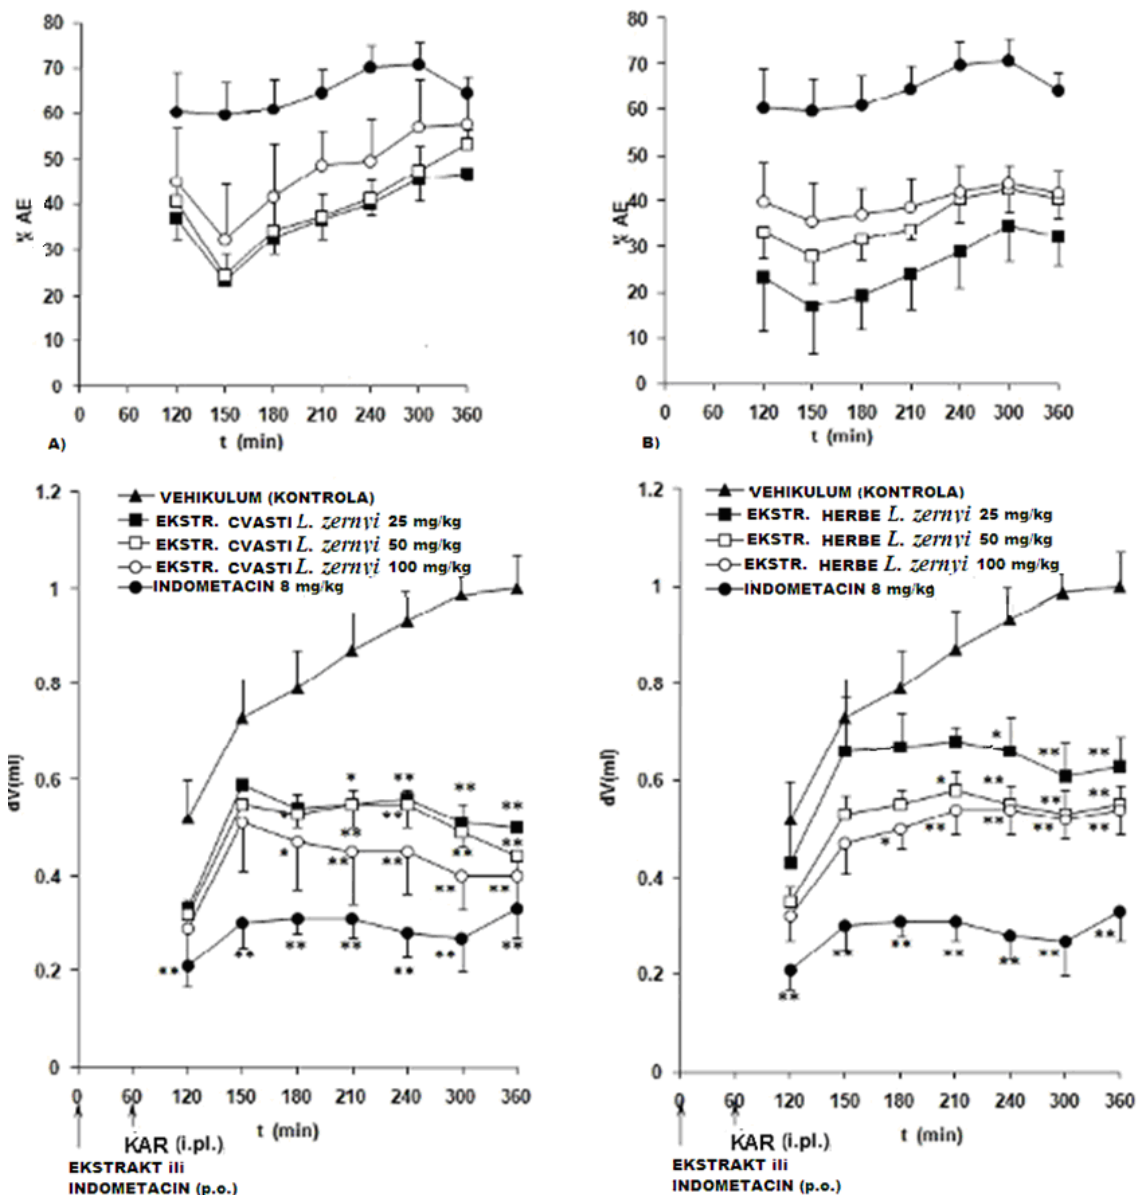 80
70
60
50
40
30
20
10
0
% AE
0 60 120 150 180 210 240 300 360
A)
t (min)
80
70
60
50
40
30
20
10
0
% AE
0 60 120 150 180 210 240 300 360
B)
t (min)
1.2
1
0.8
0.6
0.4
0.2
0
dV(ml)
VEHIKULUM (KONTROLA)
EKSTR. CVASTI L. zernyi 25 mg/kg
EKSTR. CVASTI L. zernyi 50 mg/kg
EKSTR. CVASTI L. zernyi 100 mg/kg
INDOMETACIN 8 mg/kg
0 60 120 150 180 210 240 300 360
t (min)
KAR (i.pl.)
EKSTRAKT ili
INDOMETACIN (p.o.)
1.2
1
0.8
0.6
0.4
0.2
0
dV(ml)
VEHIKULUM (KONTROLA)
EKSTR. HERBE L. zernyi 25 mg/kg
EKSTR. HERBE L. zernyi 50 mg/kg
EKSTR. HERBE L. zernyi 100 mg/kg
INDOMETACIN 8 mg/kg
0 60 120 150 180 210 240 300 360
t (min)
KAR (i.pl.)
EKSTRAKT ili
INDOMETACIN (p.o.)